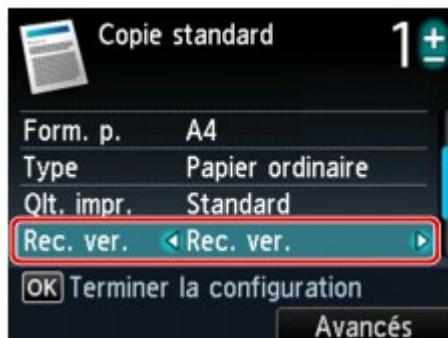 Copie standard 1
Form. p. A4
Type Papier ordinaire
Qlt. impr. Standard
Rec. ver. Rec. ver.
OK Terminer la configuration
Avancés